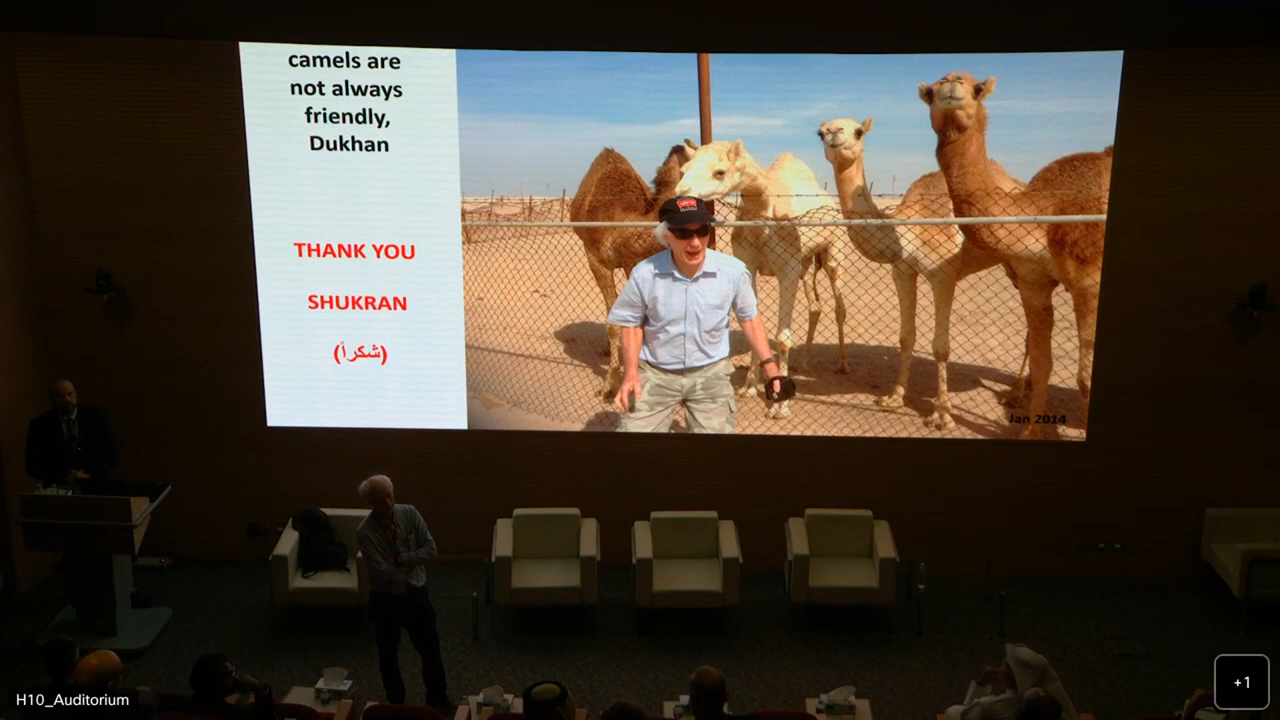 camels are
not always
friendly,
Dukhan
THANK YOU
SHUKRAN
(شكراً)
Jan 2014
H10_Auditorium
+1